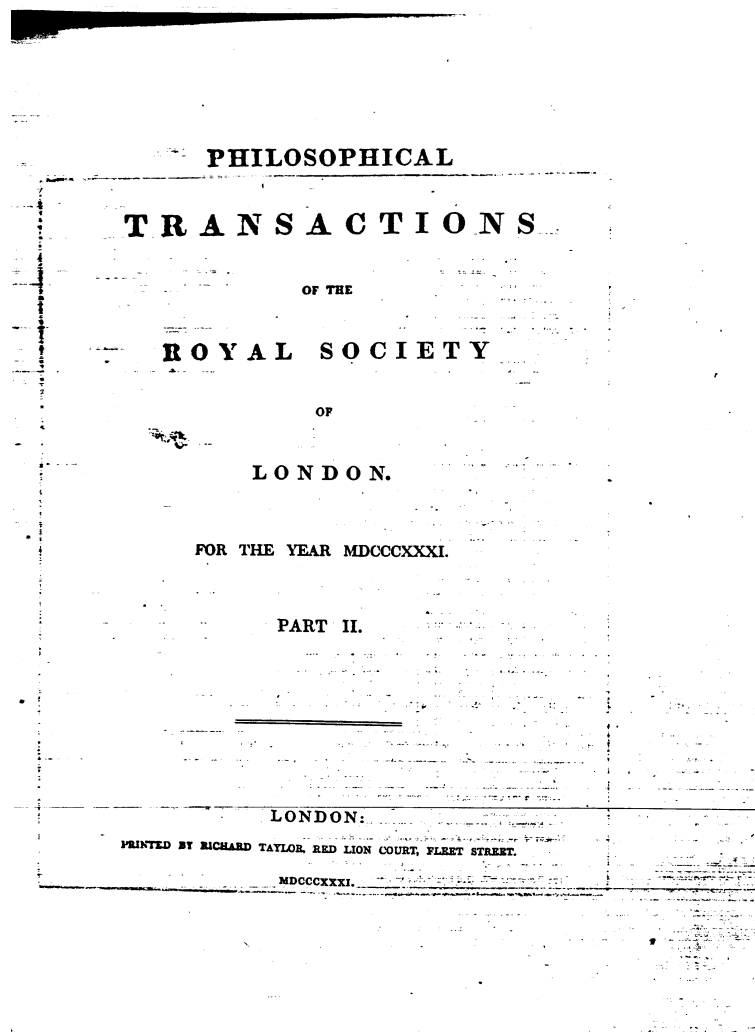 PHILOSOPHICAL
TRANSACTIONS
OF THE
ROYAL SOCIETY
OF
LONDON.
FOR THE YEAR MDCCCXXXI.
PART II.
LONDON:
PRINTED BY RICHARD TAYLOR, RED LION COURT, FLEET STREET.
MDCCCXXXI.